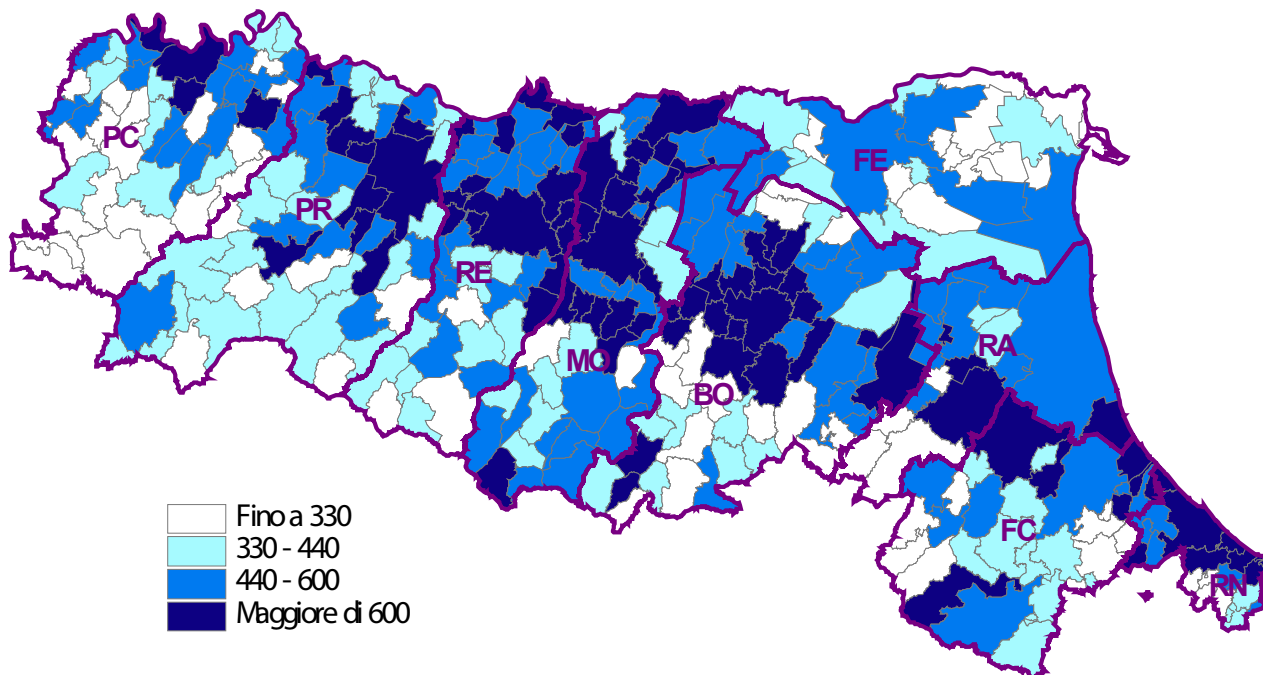 PC
FE
PR
RE
RA
MO
BO
FC
RN
Fino a 330
330 - 440
440 - 600
Maggiore di 600